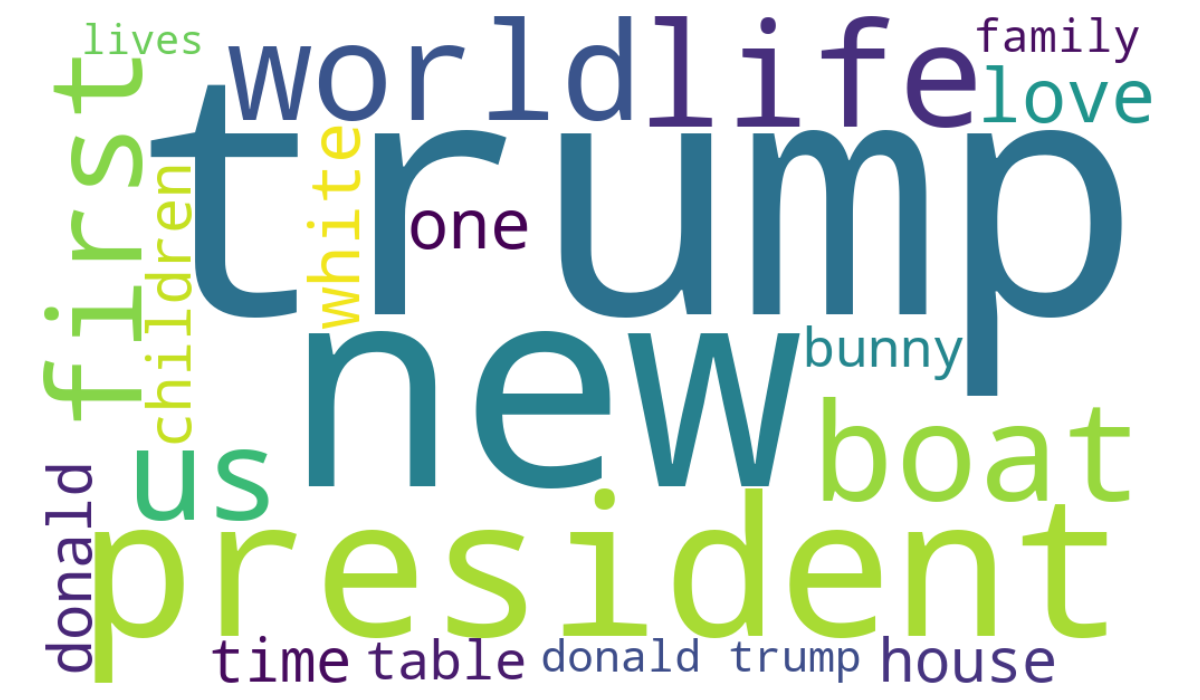 lives
family
world
life
love
first
trump
children
white
one
new
bunny
boat
us
donald
president
time
table
donald trump
house